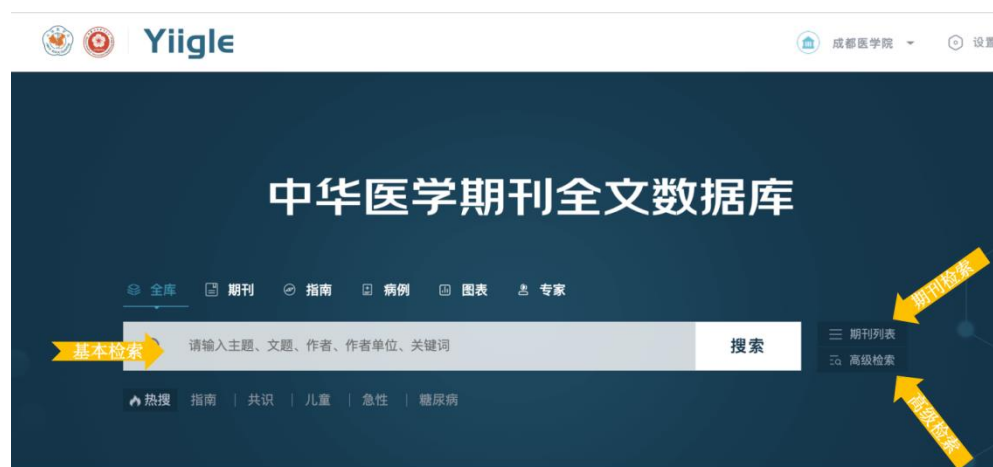 Yiigle
成都医学院
设置
中华医学期刊全文数据库
期刊检索
全库 期刊 指南 病例 图表 专家
基本检索
请输入主题、文题、作者、作者单位、关键词
搜索
期刊列表
高级检索
热搜 指南 | 共识 | 儿童 | 急性 | 糖尿病
高级检索